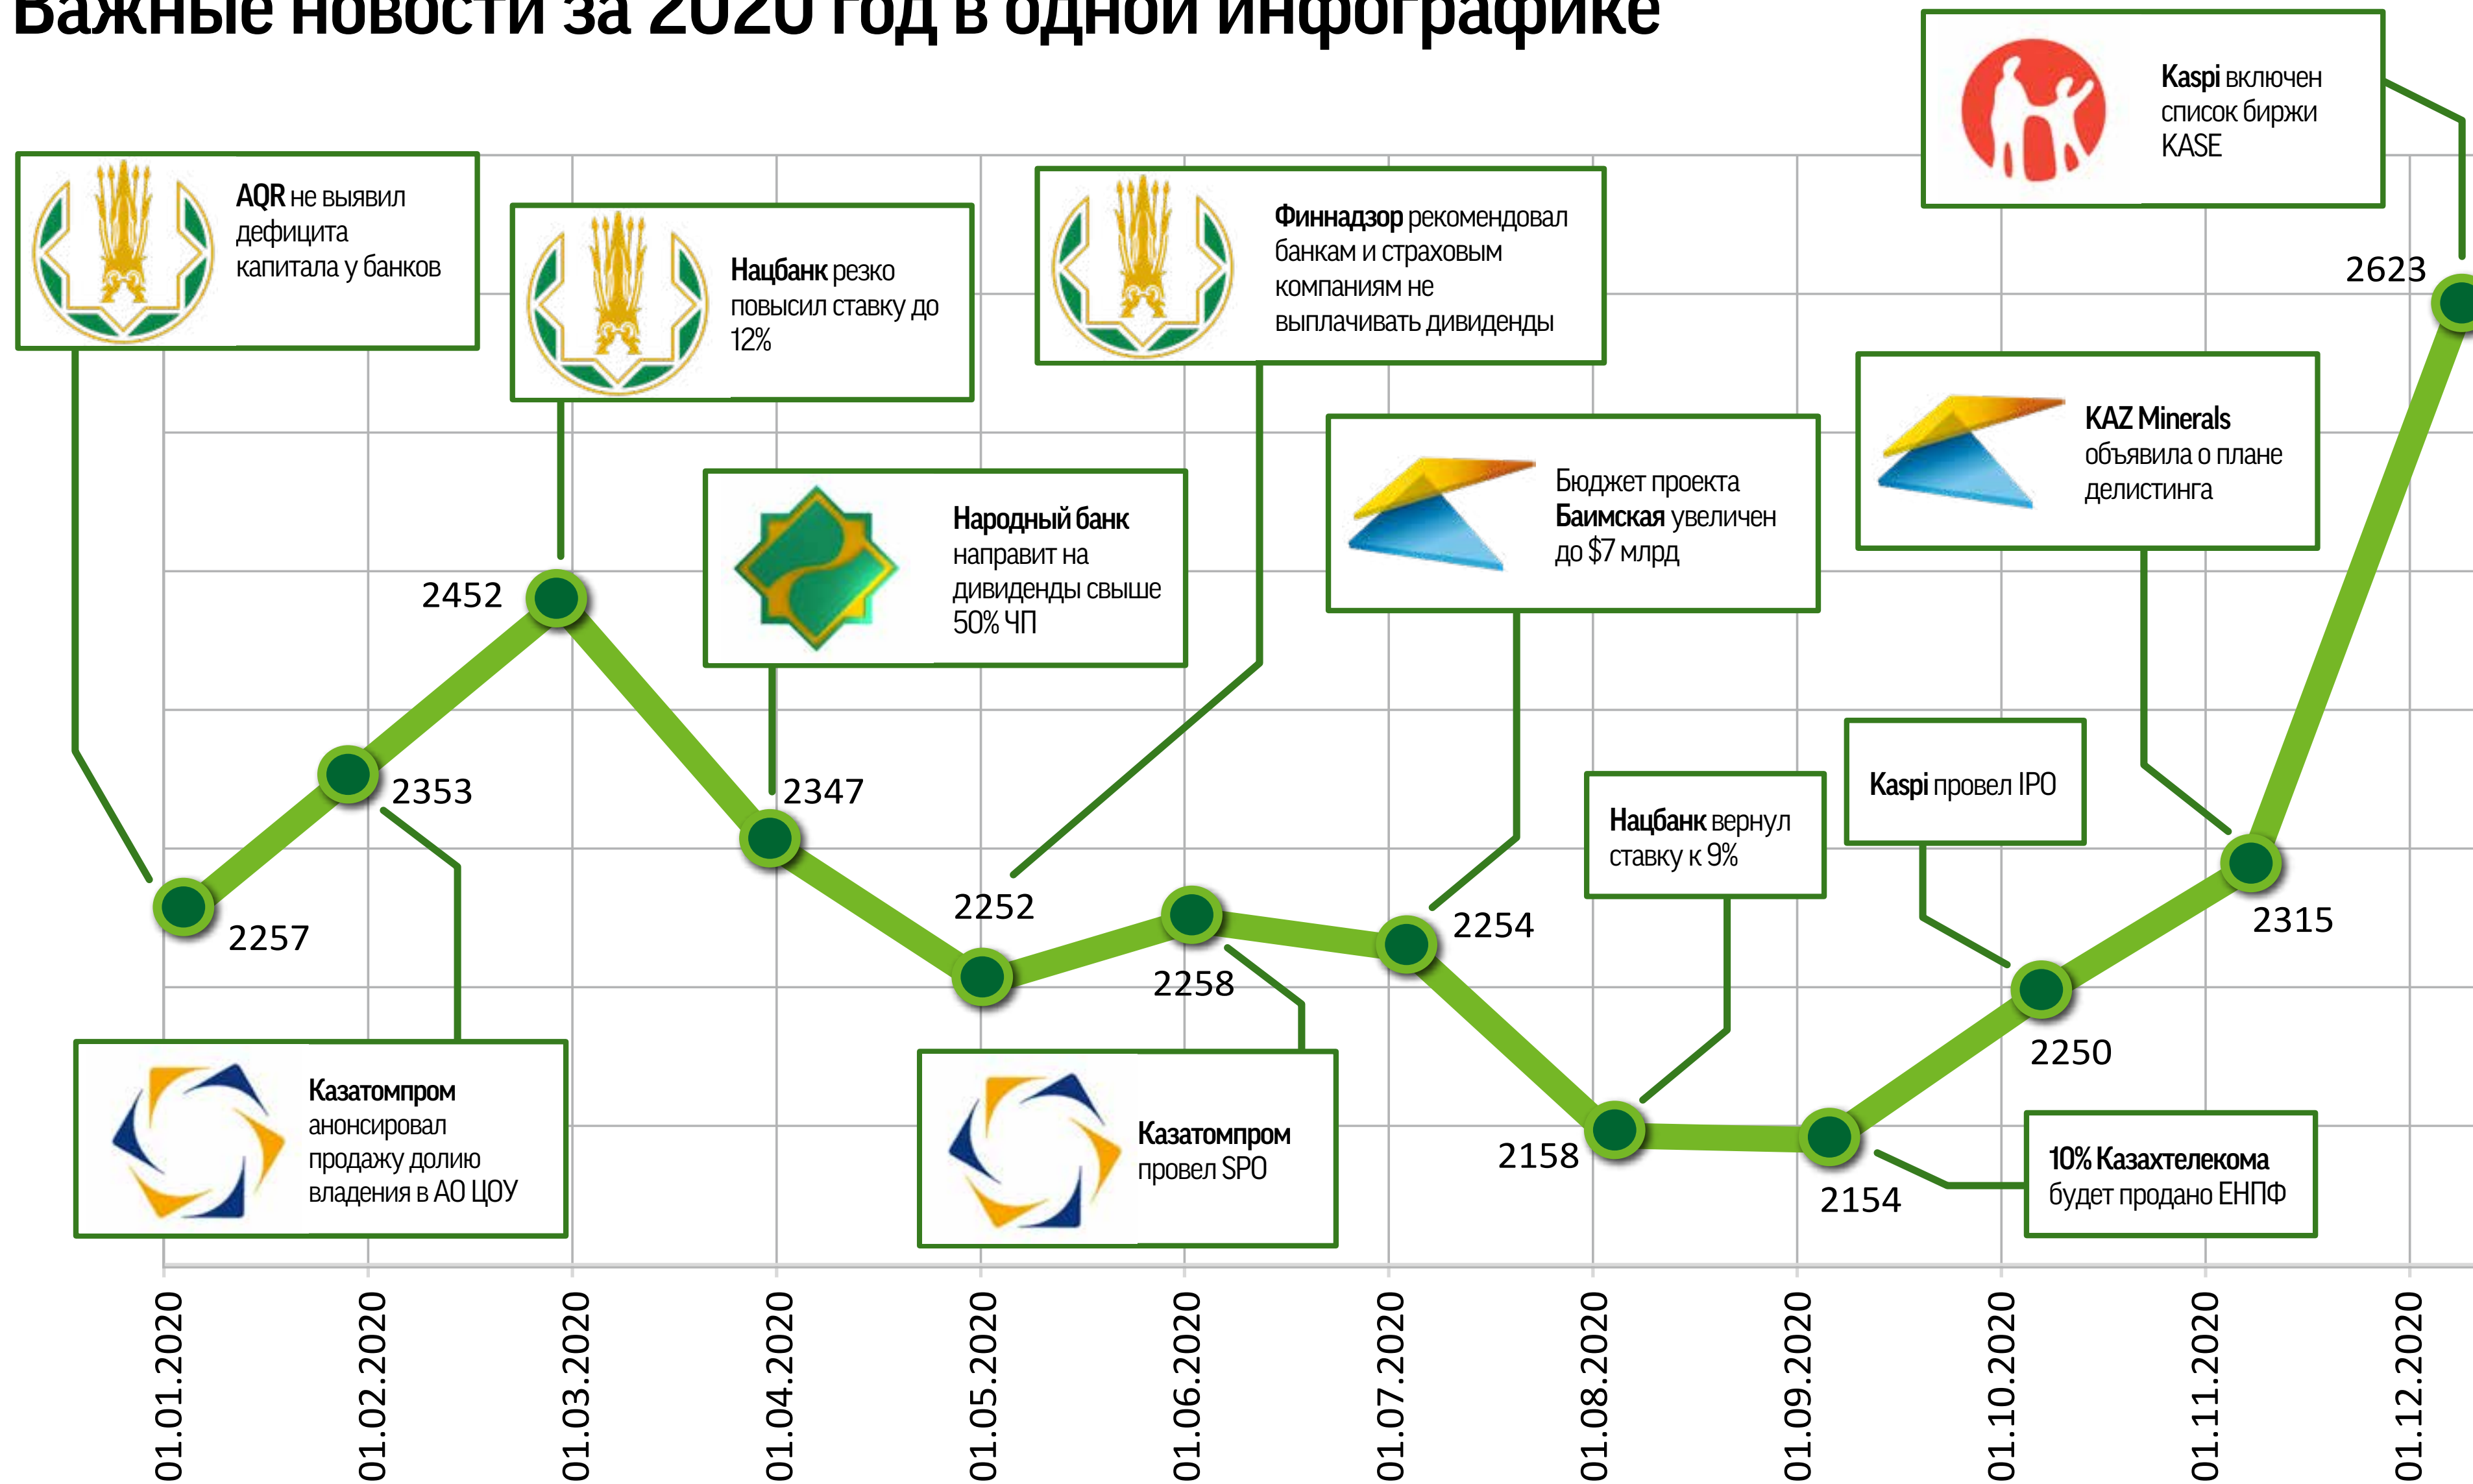 Важные новости за 2020 год в одной инфографике
Kaspi включен
список биржи
KASE
AQR не выявил
дефицита
капитала у банков
Нацбанк резко
повысил ставку до
12%
Финнадзор рекомендовал
банкам и страховым
компаниям не
выплачивать дивиденды
2623
KAZ Minerals
объявила о плане
делистинга
Бюджет проекта
Баимская увеличен
до $7 млрд
Народный банк
направит на
дивиденды свыше
50% ЧП
2452
2353
2347
Kaspi провел IPO
Нацбанк вернул
ставку к 9%
2257
2252
2258
2254
2315
2250
Казатомпром
анонсировал
продажу долию
владения в АО ЦОУ
Казатомпром
провел SPO
2158
2154
10% Казахтелекома
будет продано ЕНПФ
01.01.2020
01.02.2020
01.03.2020
01.04.2020
01.05.2020
01.06.2020
01.07.2020
01.08.2020
01.09.2020
01.10.2020
01.11.2020
01.12.2020